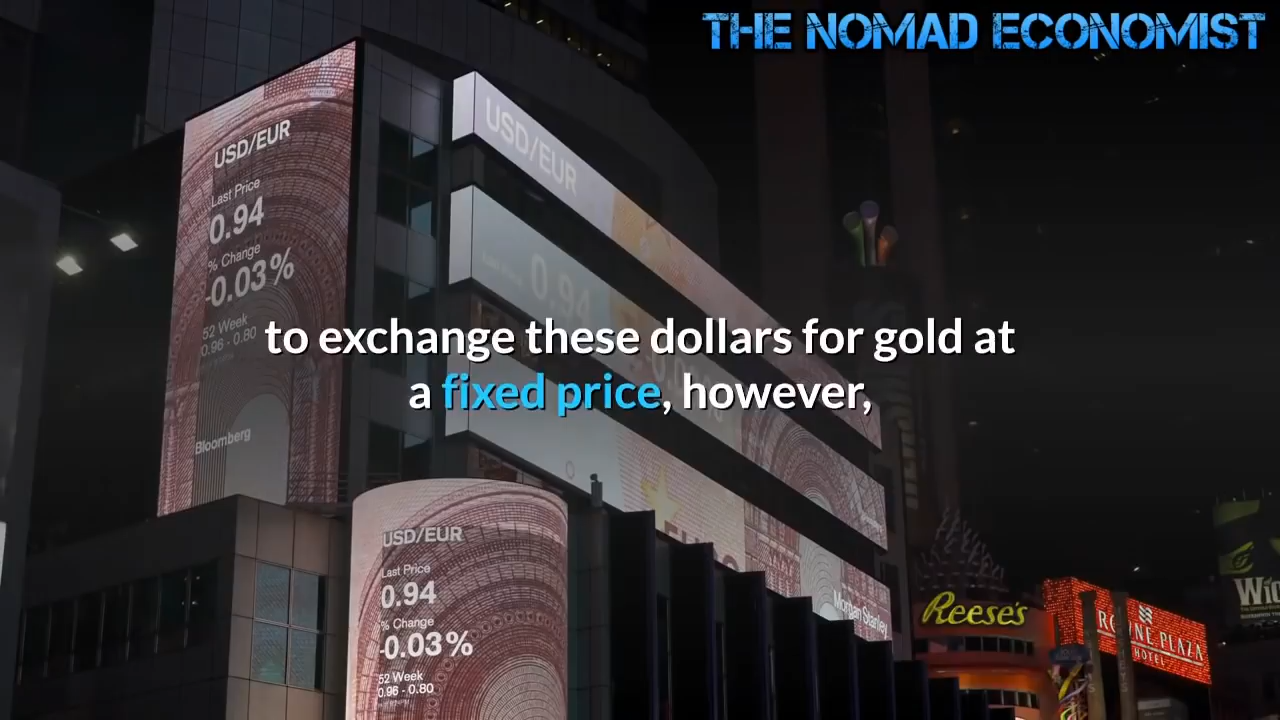 THE NOMAD ECONOMIST
USD/EUR
Last Price
0.94
% Change
-0.03%
52 Week
0.96 - 0.80
Bloomberg
USD/EUR
0.94
to exchange these dollars for gold at
a fixed price, however,
USD/EUR
Last Price
0.94
% Change
-0.03%
52 Week
0.96 - 0.80
Morgan Stanley
Reese's
PLAZA
HOTEL